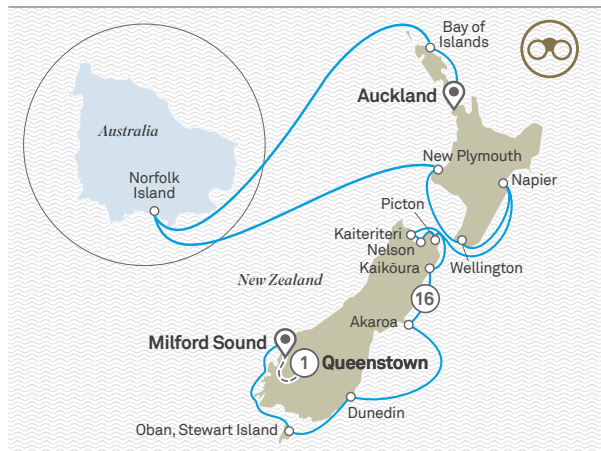 Bay of
Islands
Auckland
Australia
New Plymouth
Norfolk
Island
Napier
Picton
Kaiteriteri
Nelson
Kaikōura
Wellington
New Zealand
16
Akaroa
Milford Sound
1
Queenstown
Dunedin
Oban, Stewart Island